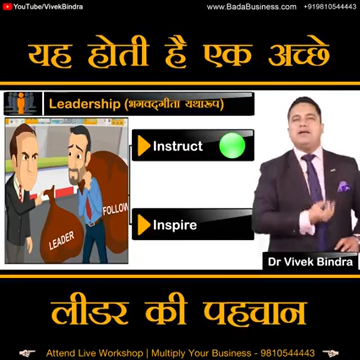 YouTube/VivekBindra
www.BadaBusiness.com
+919810544443
यह होती है एक अच्छे
Leadership (भगवद्गीता यथारूप)
Instruct
FOLLOW
LEADER
Inspire
Dr Vivek Bindra
लीडर की पहचान
Attend Live Workshop | Multiply Your Business - 9810544443